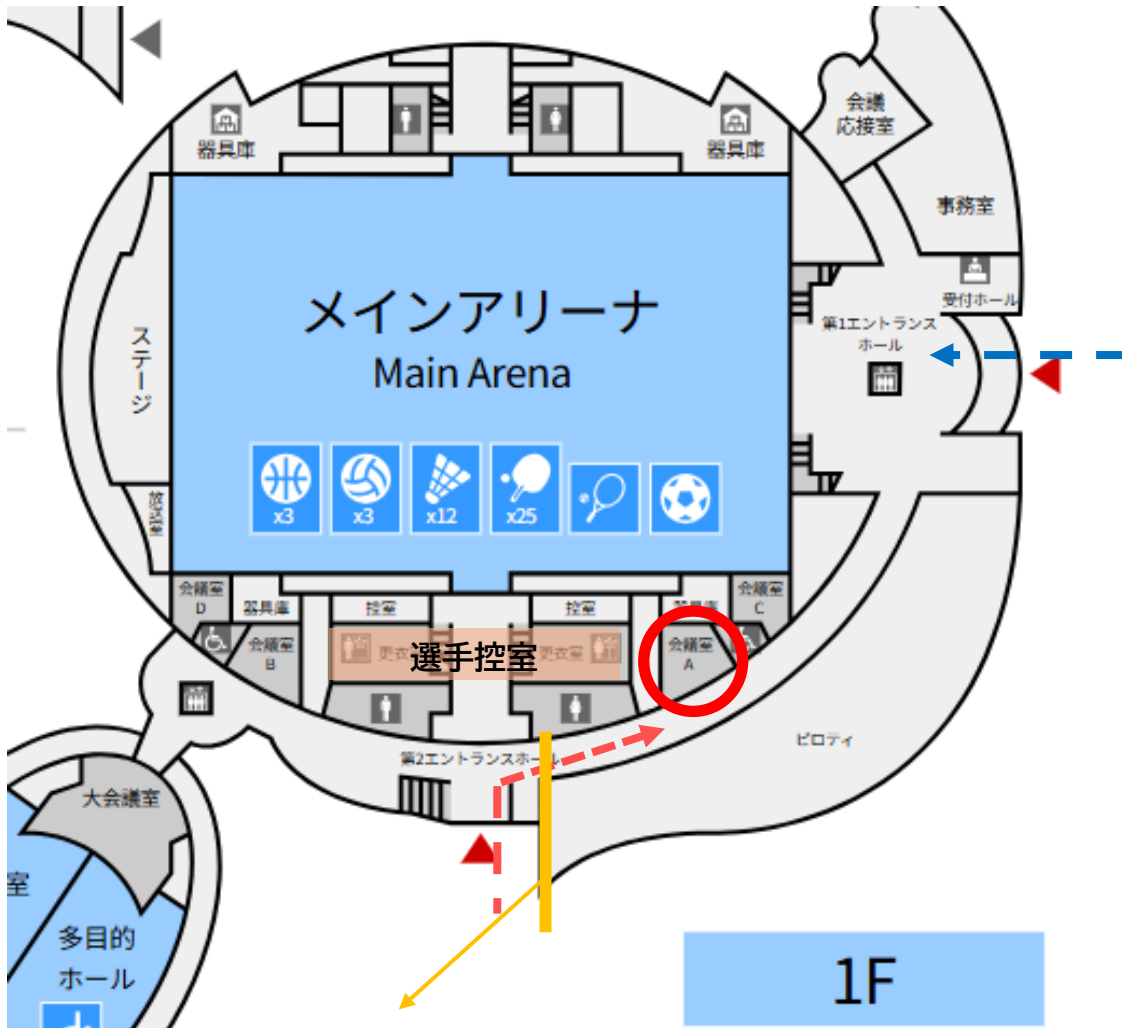 会議
応接室
器具庫
器具庫
事務室
受付ホール
メインアリーナ
Main Arena
第1エントランス
ホール
ステージ
x3
x3
x12
x25
放送室
会議室
D
器具庫
控室
控室
器具庫
会議室
C
会議室
B
更衣
選手控室
更衣室
会議室
A
第2エントランスホール
ピロティ
大会議室
室
多目的
ホール
1F